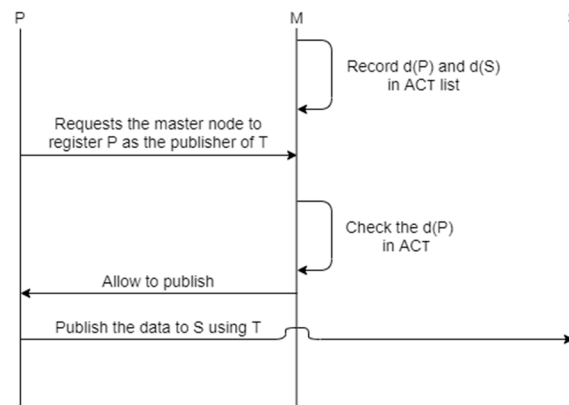 P
M
Record d(P) and d(S)
in ACT list
Requests the master node to
register P as the publisher of T
Check the d(P)
in ACT
Allow to publish
Publish the data to S using T